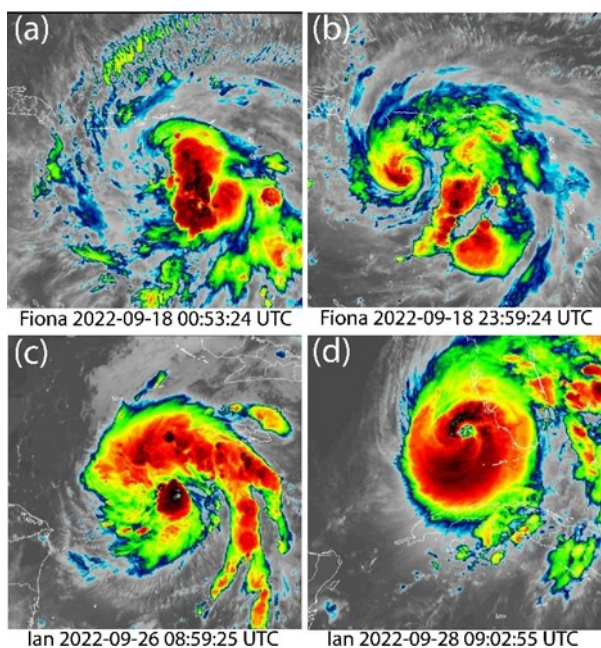 (a)
(b)
Fiona 2022-09-18 00:53:24 UTC
Fiona 2022-09-18 23:59:24 UTC
(c)
(d)
Ian 2022-09-26 08:59:25 UTC
Ian 2022-09-28 09:02:55 UTC